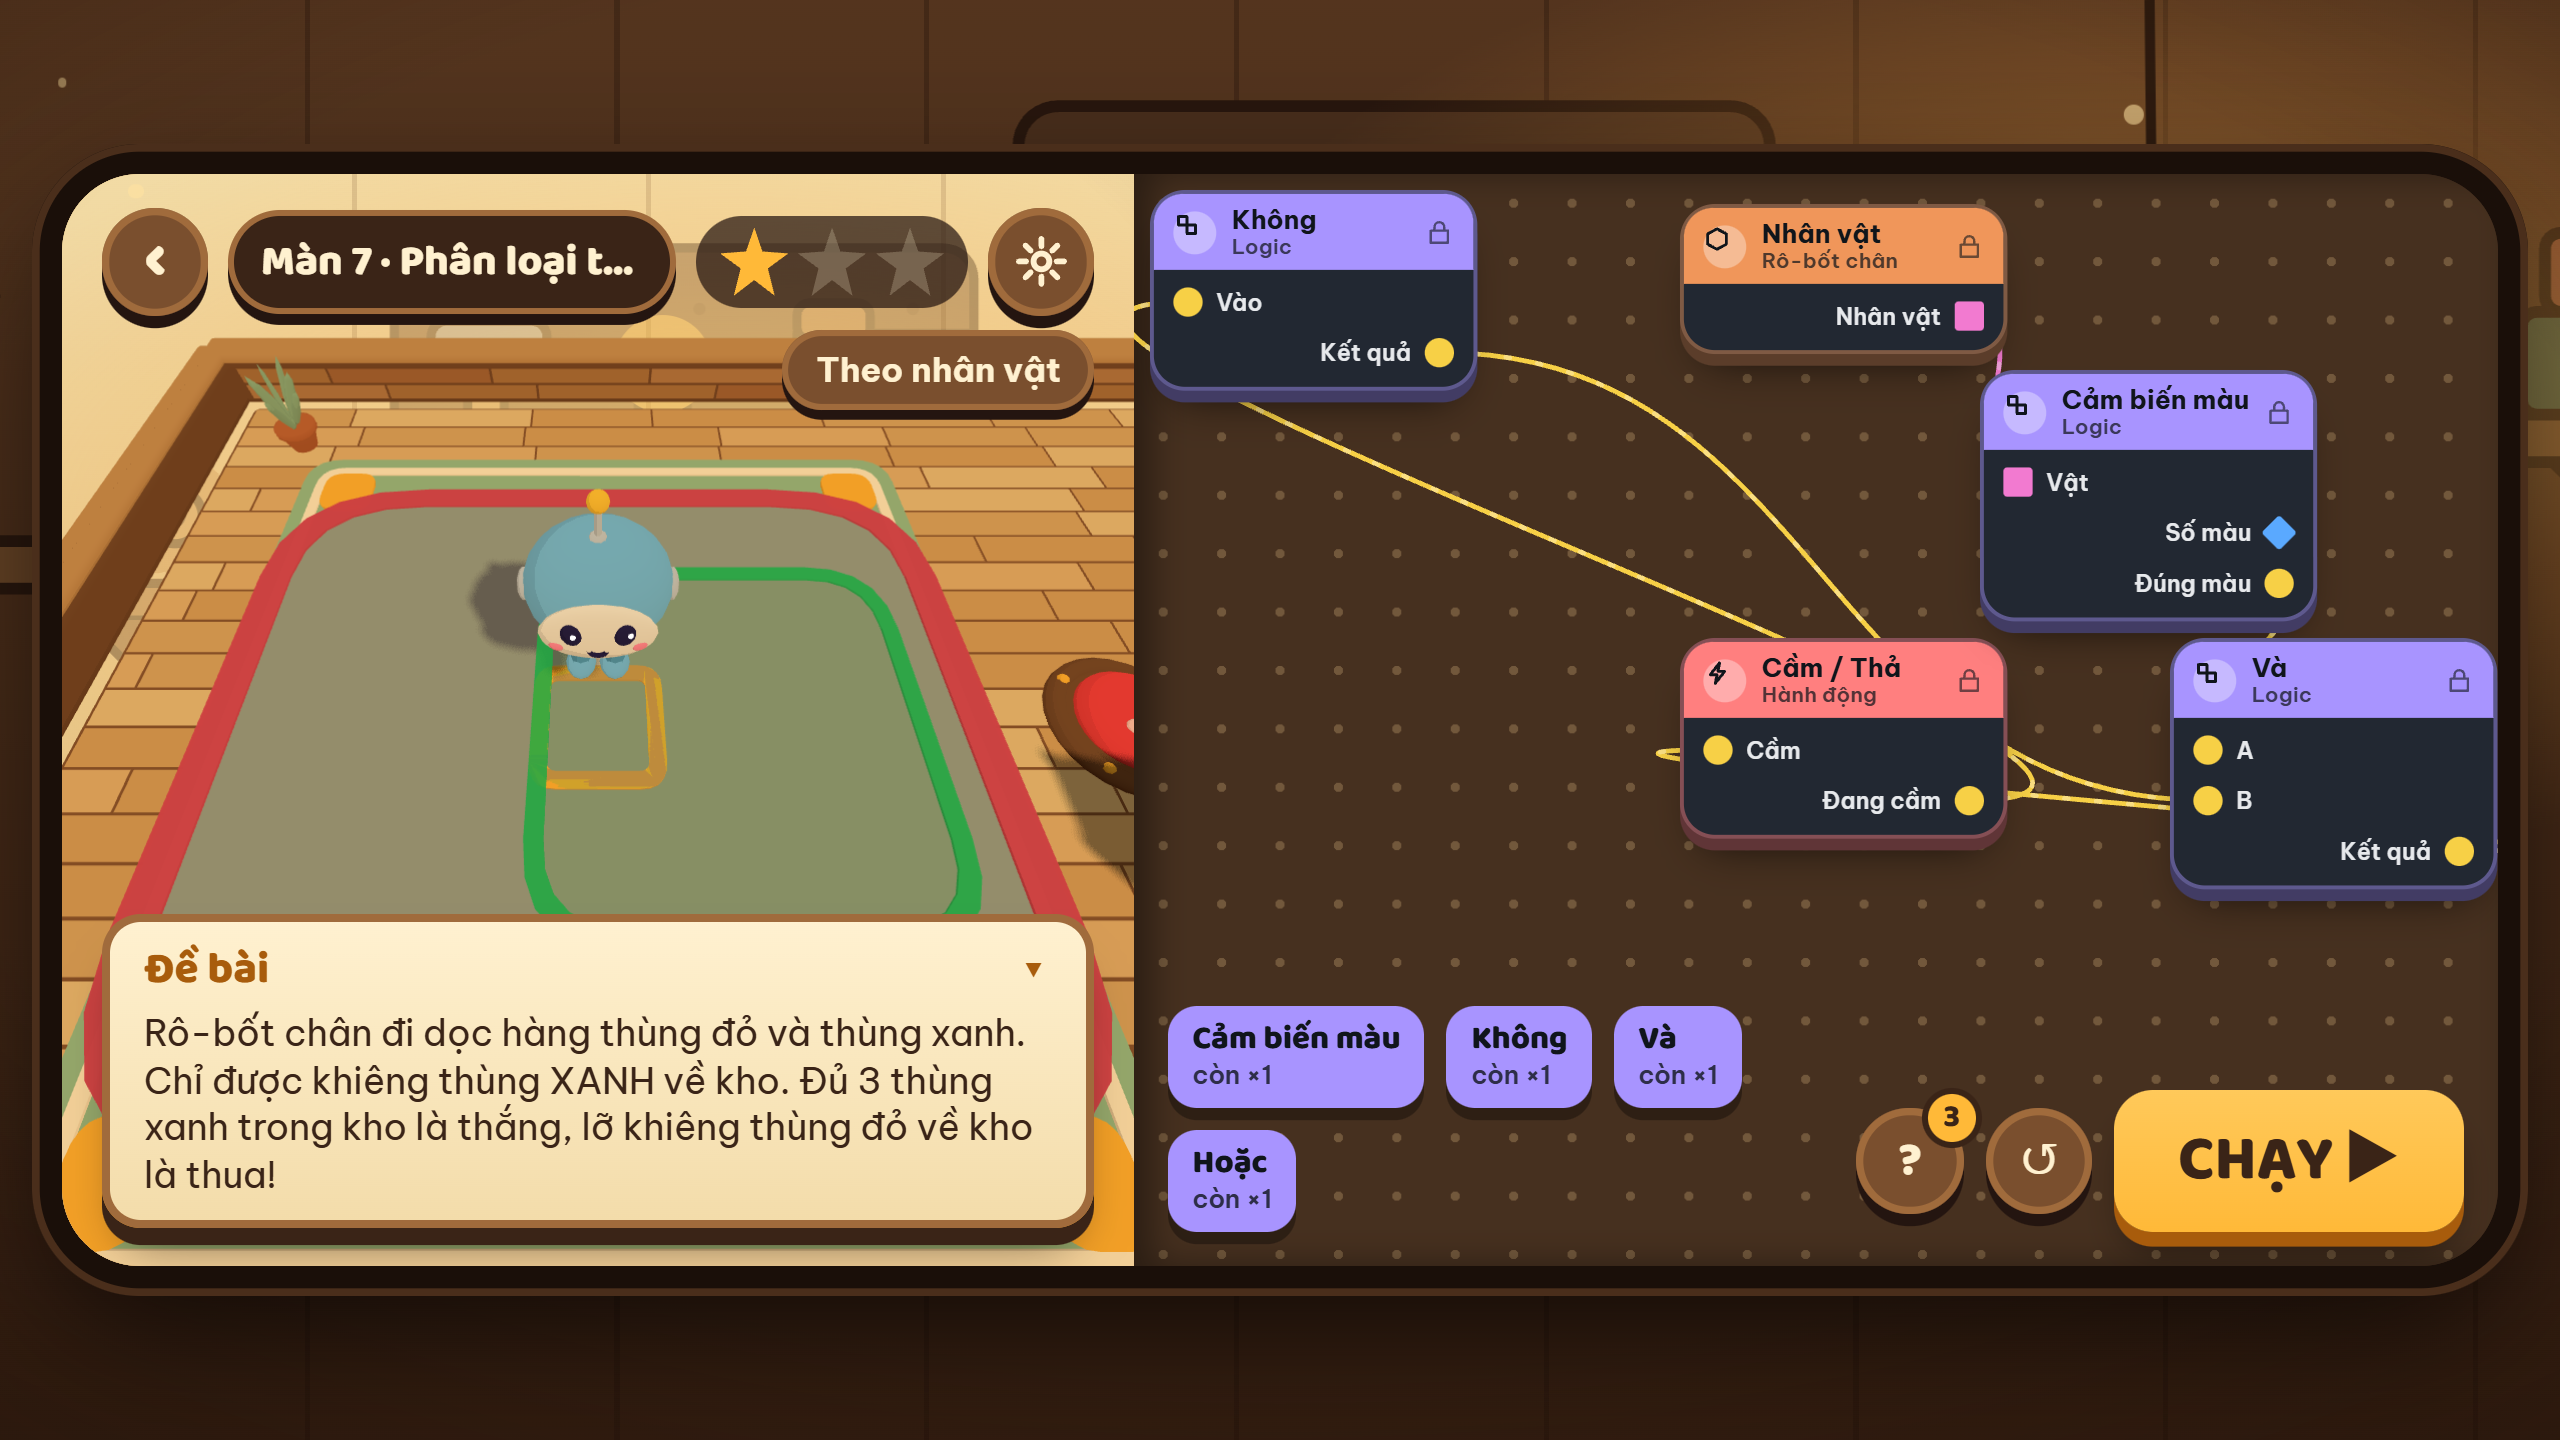 Màn 7 · Phân loại t...
Theo nhân vật
Đề bài
Rô-bốt chân đi dọc hàng thùng đỏ và thùng xanh.
Chỉ được khiêng thùng XANH về kho. Đủ 3 thùng
xanh trong kho là thắng, lỡ khiêng thùng đỏ về kho
là thua!
Không
Logic
Vào
Kết quả
Nhân vật
Rô-bốt chân
Nhân vật
Cảm biến màu
Logic
Vật
Số màu
Đúng màu
Cầm / Thả
Hành động
Cầm
Đang cầm
Và
Logic
A
B
Kết quả
Cảm biến màu
còn ×1
Không
còn ×1
Và
còn ×1
Hoặc
còn ×1
?
3
CHẠY